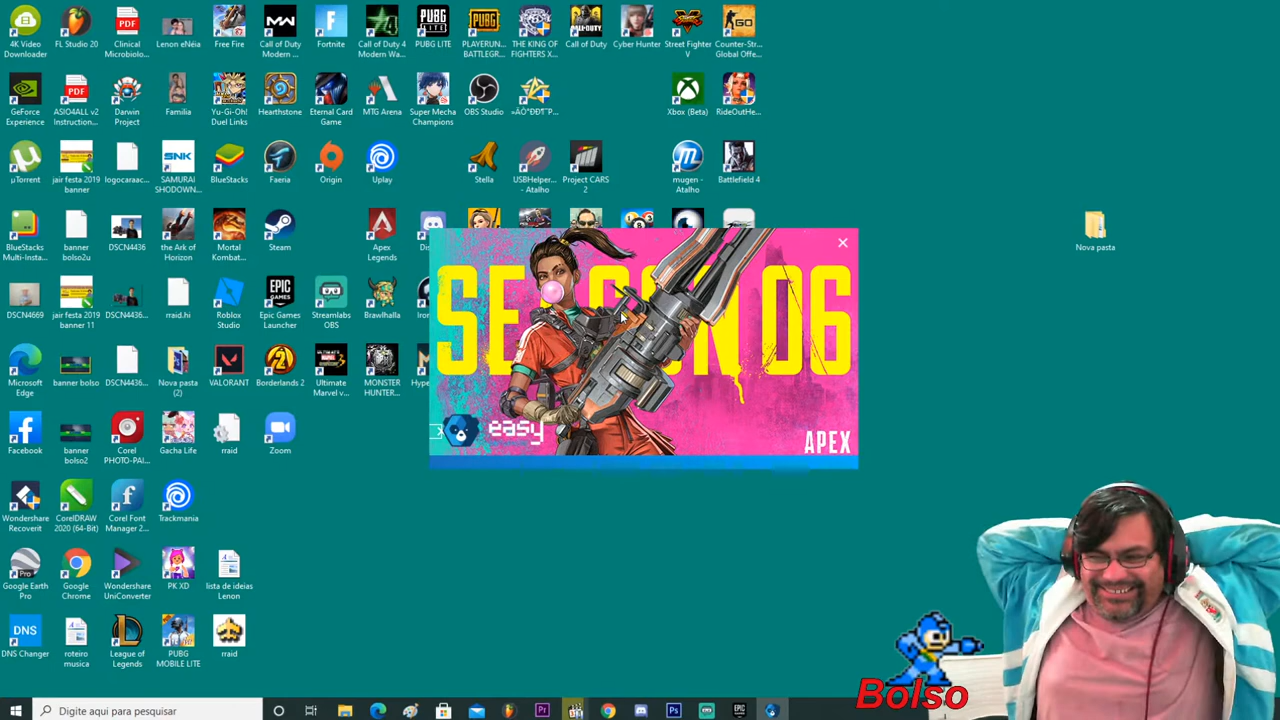 4K Video Downloader
FL Studio 20
Clinical Microbiolo...
Lenon eNéia
Free Fire
Call of Duty Modern ...
Fortnite
Call of Duty 4 Modern Wa...
PUBG LITE
PLAYERUN... BATTLEGR...
THE KING OF FIGHTERS X...
Call of Duty
Cyber Hunter
Street Fighter V
Counter-Str... Global Offe...
GeForce Experience
ASIO4ALL v2 Instruction...
Darwin Project
Familia
Yu-Gi-Oh! Duel Links
Hearthstone
Eternal Card Game
MTG Arena
Super Mecha Champions
OBS Studio
Xbox (Beta)
RideOutHe...
µTorrent
jair festa 2019 banner
logocaraac...
SAMURAI SHODOWN...
BlueStacks
Faeria
Origin
Uplay
Stella
USBHelper... - Atalho
Project CARS 2
mugen - Atalho
Battlefield 4
BlueStacks Multi-Insta...
banner bolso2u
DSCN4436
the Ark of Horizon
Mortal Kombat...
Steam
Apex Legends
Nova pasta
DSCN4669
jair festa 2019 banner 11
DSCN4436...
rraid.hi
Roblox Studio
Epic Games Launcher
Streamlabs OBS
Brawlhalla
Microsoft Edge
banner bolso
DSCN4436...
Nova pasta (2)
VALORANT
Borderlands 2
Ultimate Marvel v...
MONSTER HUNTER...
Facebook
banner bolso2
Corel PHOTO-PAI...
Gacha Life
rraid
Zoom
Wondershare Recoverit
CorelDRAW 2020 (64-Bit)
Corel Font Manager 2...
Trackmania
Google Earth Pro
Google Chrome
Wondershare UniConverter
PK XD
lista de ideias Lenon
DNS Changer
roteiro musica
League of Legends
PUBG MOBILE LITE
rraid
SEASON 06
easy
APEX
Bolso
Digite aqui para pesquisar